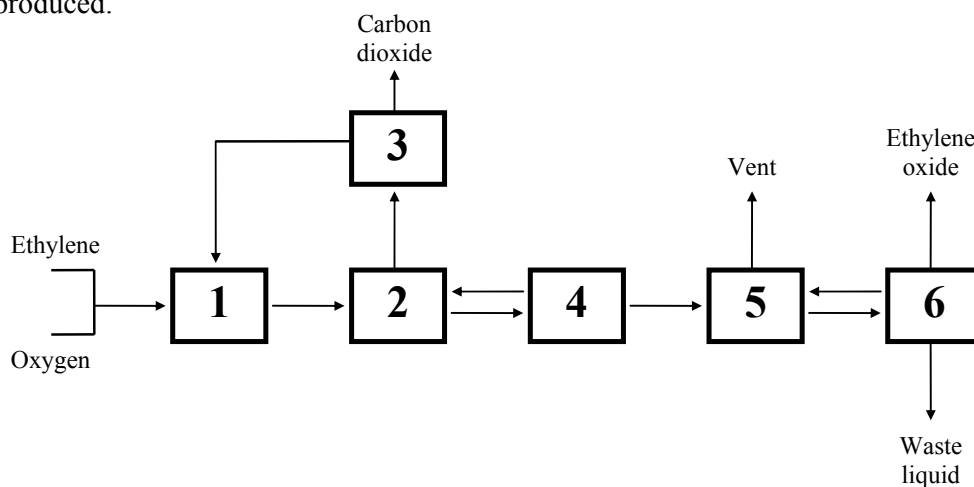 produced.
Carbon
dioxide
3
Ethylene
oxide
Vent
Ethylene
1
2
4
5
6
Oxygen
Waste
liquid